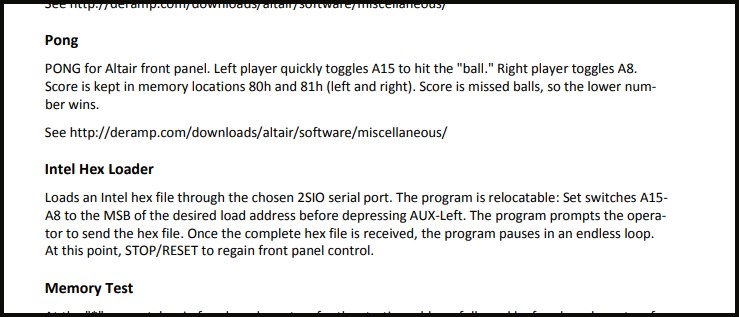 See http://deramp.com/downloads/altair/software/miscellaneous/
Pong
PONG for Altair front panel. Left player quickly toggles A15 to hit the "ball." Right player toggles A8.
Score is kept in memory locations 80h and 81h (left and right). Score is missed balls, so the lower num-
ber wins.
See http://deramp.com/downloads/altair/software/miscellaneous/
Intel Hex Loader
Loads an Intel hex file through the chosen 2SIO serial port. The program is relocatable: Set switches A15-
A8 to the MSB of the desired load address before depressing AUX-Left. The program prompts the opera-
tor to send the hex file. Once the complete hex file is received, the program pauses in an endless loop.
At this point, STOP/RESET to regain front panel control.
Memory Test